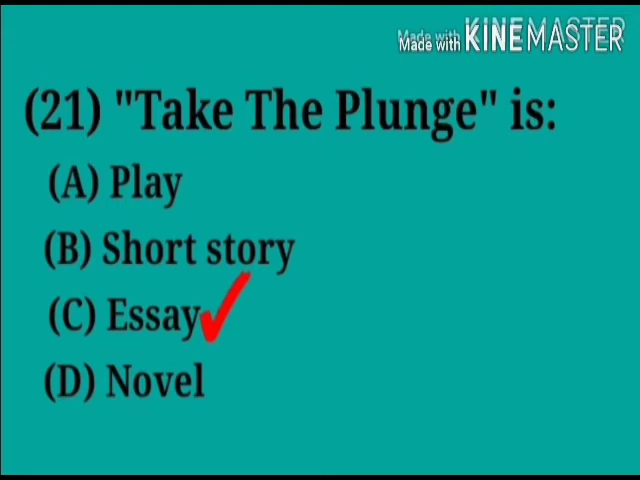 Made with KINEMASTER
(21) "Take The Plunge" is:
(A) Play
(B) Short story
(C) Essay
(D) Novel